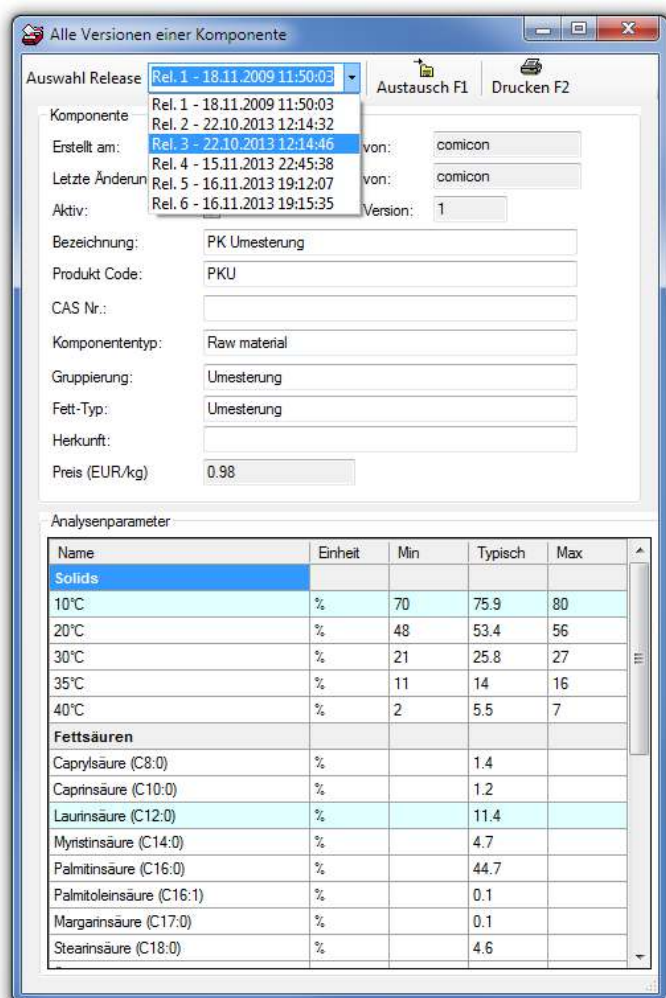 Alle Versionen einer Komponente
Auswahl Release Rel. 1 - 18.11.2009 11:50:03 Austausch F1 Drucken F2
Rel. 1 - 18.11.2009 11:50:03
Rel. 2 - 22.10.2013 12:14:32
Rel. 3 - 22.10.2013 12:14:46
Rel. 4 - 15.11.2013 22:45:38
Rel. 5 - 16.11.2013 19:12:07
Rel. 6 - 16.11.2013 19:15:35
Komponente
Erstellt am: von: comicon
Letzte Änderun von: comicon
Aktiv: Version: 1
Bezeichnung: PK Umesterung
Produkt Code: PKU
CAS Nr.:
Komponententyp: Raw material
Gruppierung: Umesterung
Fett-Typ: Umesterung
Herkunft:
Preis (EUR/kg) 0.98
Analysenparameter
Name Einheit Min Typisch Max
Solids
10°C % 70 75.9 80
20°C % 48 53.4 56
30°C % 21 25.8 27
35°C % 11 14 16
40°C % 2 5.5 7
Fettsäuren
Caprylsäure (C8:0) % 1.4
Caprinsäure (C10:0) % 1.2
Laurinsäure (C12:0) % 11.4
Myristinsäure (C14:0) % 4.7
Palmitinsäure (C16:0) % 44.7
Palmitoleinsäure (C16:1) % 0.1
Margarinsäure (C17:0) % 0.1
Stearinsäure (C18:0) % 4.6